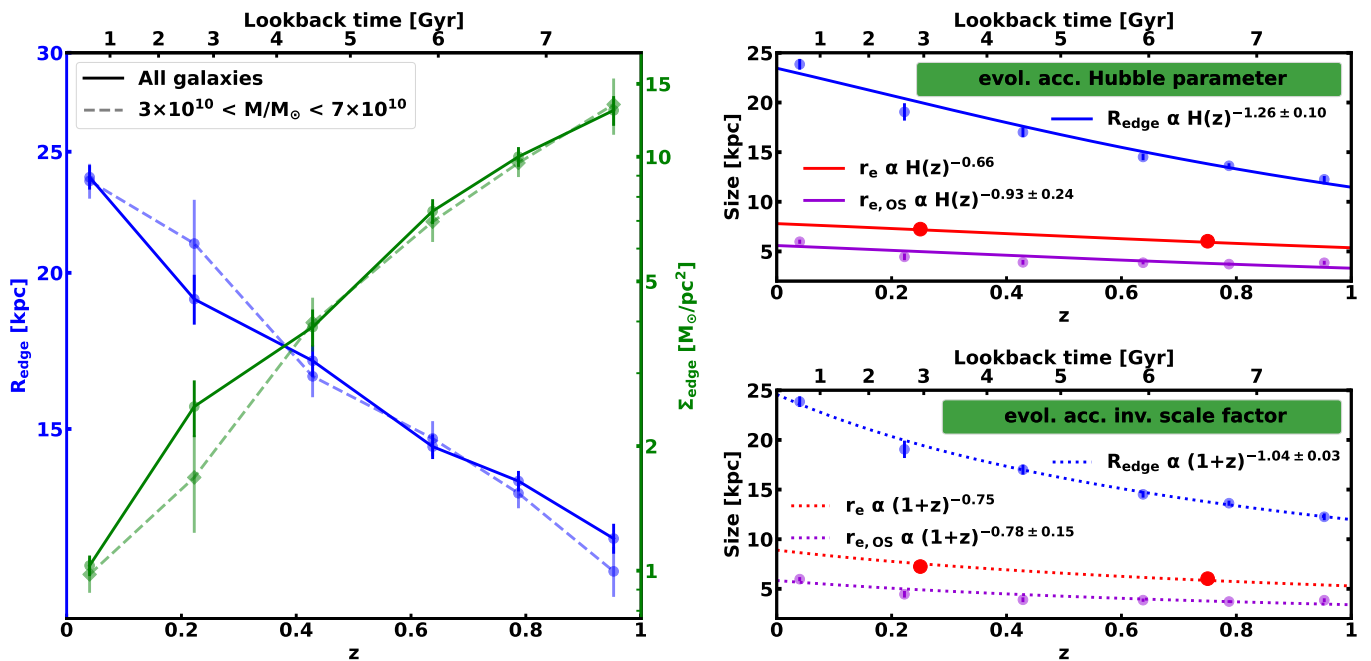 Lookback time [Gyr]
1 2 3 4 5 6 7
30
25
20
15
R_edge [kpc]
All galaxies
3×10^10 < M/M_⊙ < 7×10^10
15
10
5
2
1
Σ_edge [M_⊙/pc^2]
0 0.2 0.4 0.6 0.8 1
z
Lookback time [Gyr]
1 2 3 4 5 6 7
25
20
15
10
5
Size [kpc]
evol. acc. Hubble parameter
R_edge α H(z)^−1.26 ± 0.10
r_e α H(z)^−0.66
r_e, OS α H(z)^−0.93 ± 0.24
0 0.2 0.4 0.6 0.8 1
z
Lookback time [Gyr]
1 2 3 4 5 6 7
25
20
15
10
5
Size [kpc]
evol. acc. inv. scale factor
R_edge α (1+z)^−1.04 ± 0.03
r_e α (1+z)^−0.75
r_e, OS α (1+z)^−0.78 ± 0.15
0 0.2 0.4 0.6 0.8 1
z